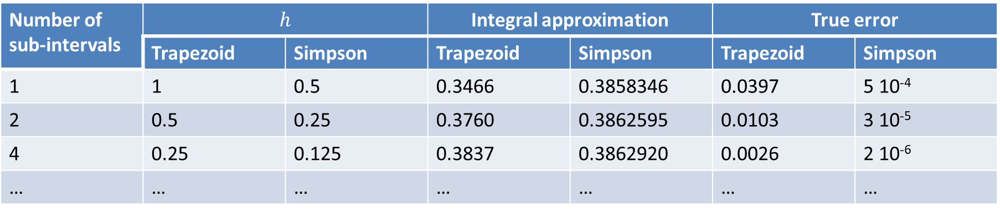 Number of sub-intervals h Integral approximation True error
Trapezoid Simpson Trapezoid Simpson Trapezoid Simpson
1 1 0.5 0.3466 0.3858346 0.0397 5 10⁻⁴
2 0.5 0.25 0.3760 0.3862595 0.0103 3 10⁻⁵
4 0.25 0.125 0.3837 0.3862920 0.0026 2 10⁻⁶
... ... ... ... ... ... ...